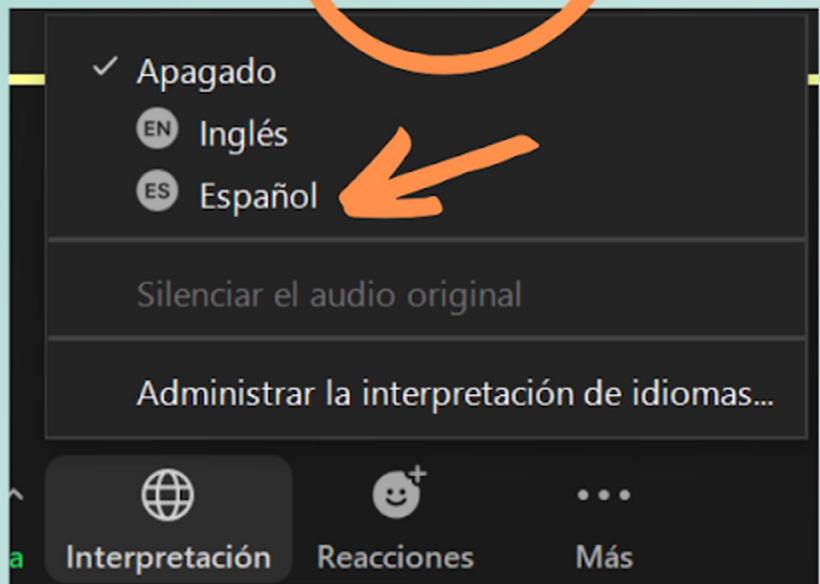 Apagado
EN Inglés
ES Español
Silenciar el audio original
Administrar la interpretación de idiomas...
a Interpretación Reacciones Más